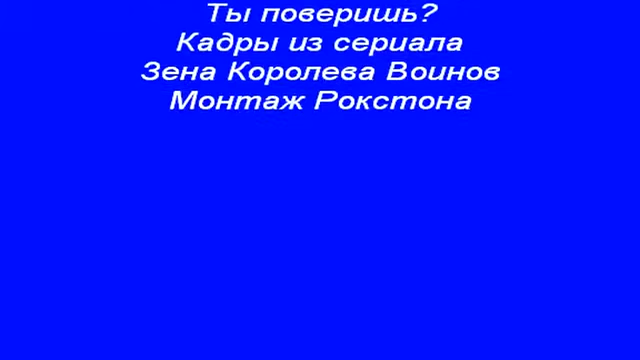 Ты поверишь?
Кадры из сериала
Зена Королева Воинов
Монтаж Рокстона